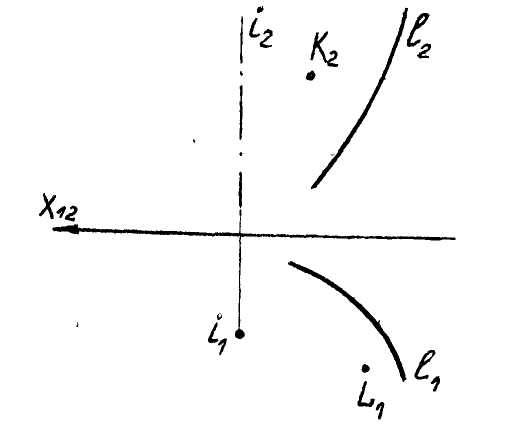 i₂
K₂
l₂
X₁₂
i₁
l₁
L₁